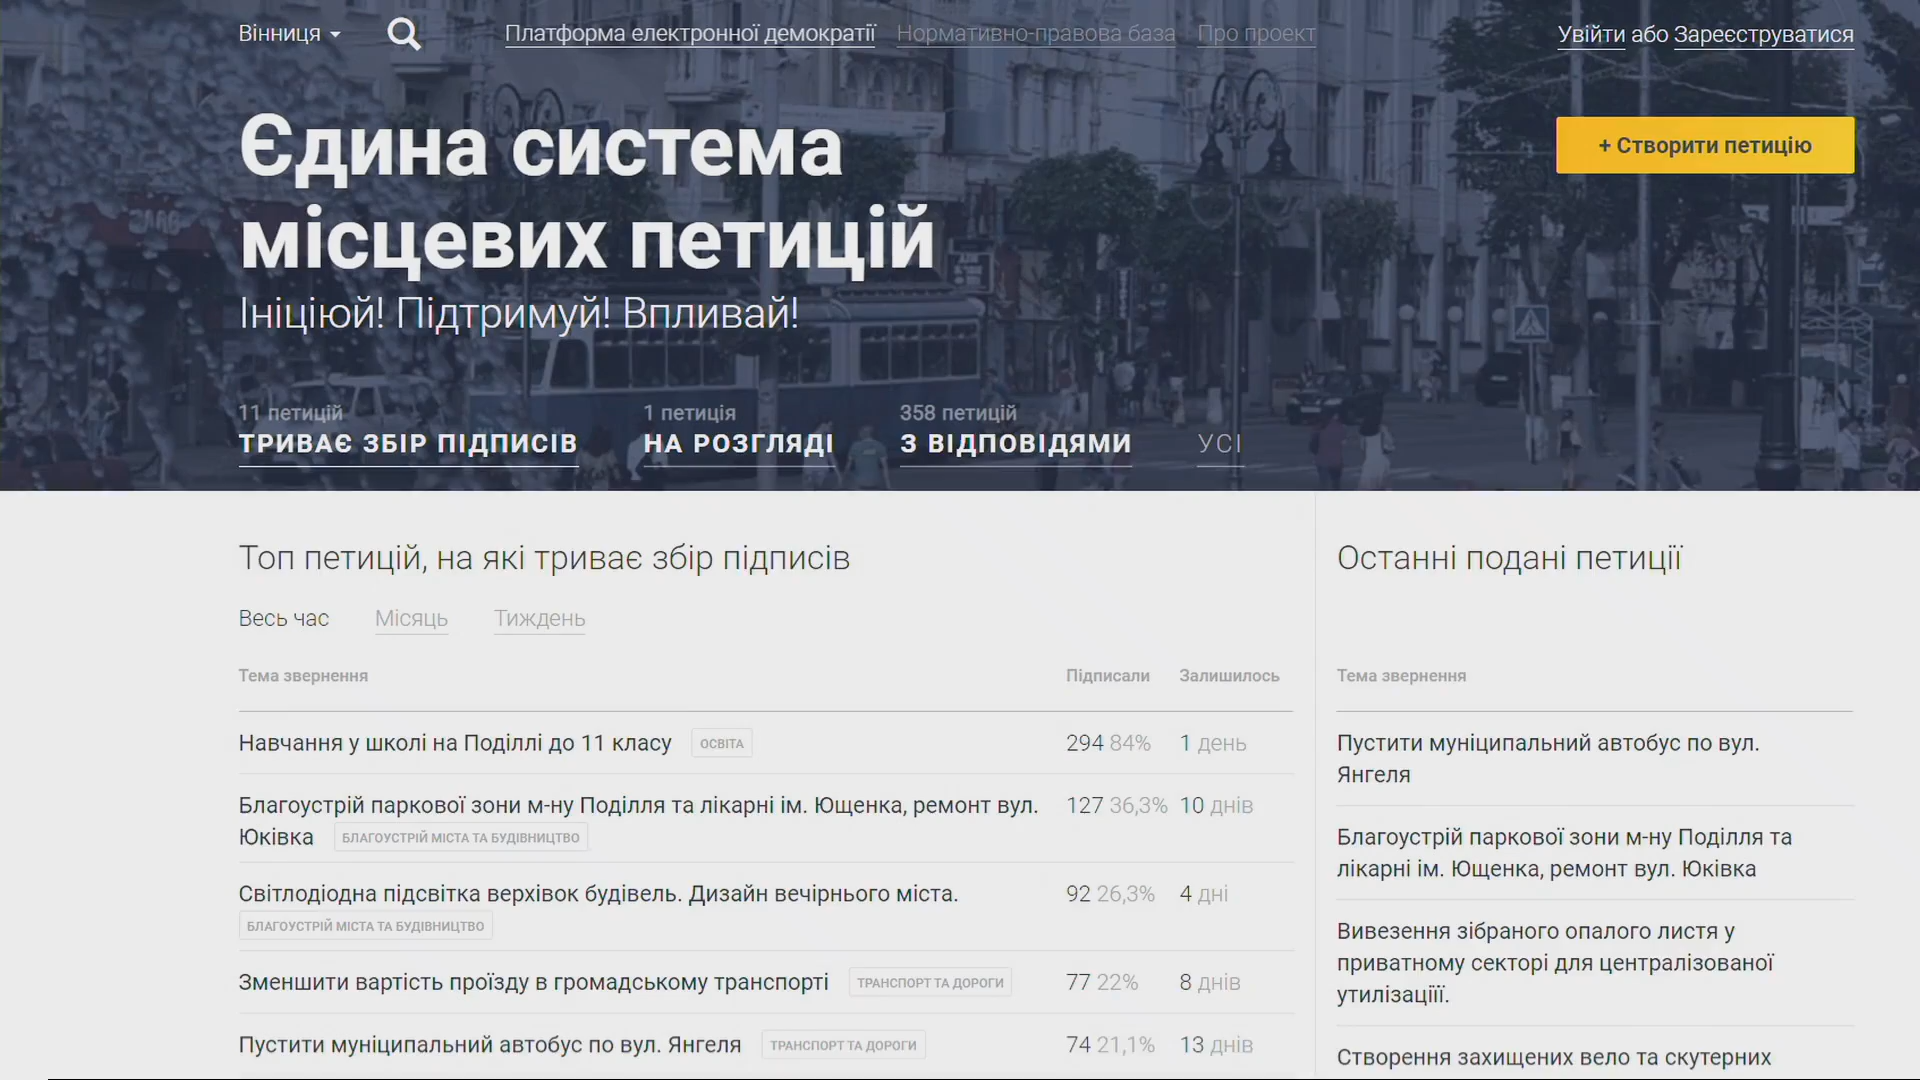 Вінниця
Платформа електронної демократії
Нормативно-правова база
Про проект
Увійти або Зареєструватися
Єдина система
місцевих петицій
+ Створити петицію
Ініціюй! Підтримуй! Впливай!
11 петицій
ТРИВАЄ ЗБІР ПІДПИСІВ
1 петиція
НА РОЗГЛЯДІ
358 петицій
З ВІДПОВІДЯМИ
УСІ
Топ петицій, на які триває збір підписів
Весь час Місяць Тиждень
Тема звернення Підписали Залишилось
Навчання у школі на Поділлі до 11 класу ОСВІТА 294 84% 1 день
Благоустрій паркової зони м-ну Поділля та лікарні ім. Ющенка, ремонт вул. 127 36,3% 10 днів
Юківка БЛАГОУСТРІЙ МІСТА ТА БУДІВНИЦТВО
Світлодіодна підсвітка верхівок будівель. Дизайн вечірнього міста. 92 26,3% 4 дні
БЛАГОУСТРІЙ МІСТА ТА БУДІВНИЦТВО
Зменшити вартість проїзду в громадському транспорті ТРАНСПОРТ ТА ДОРОГИ 77 22% 8 днів
Пустити муніципальний автобус по вул. Янгеля ТРАНСПОРТ ТА ДОРОГИ 74 21,1% 13 днів
Останні подані петиції
Тема звернення
Пустити муніципальний автобус по вул.
Янгеля
Благоустрій паркової зони м-ну Поділля та
лікарні ім. Ющенка, ремонт вул. Юківка
Вивезення зібраного опалого листя у
приватному секторі для централізованої
утилізаціїї.
Створення захищених вело та скутерних